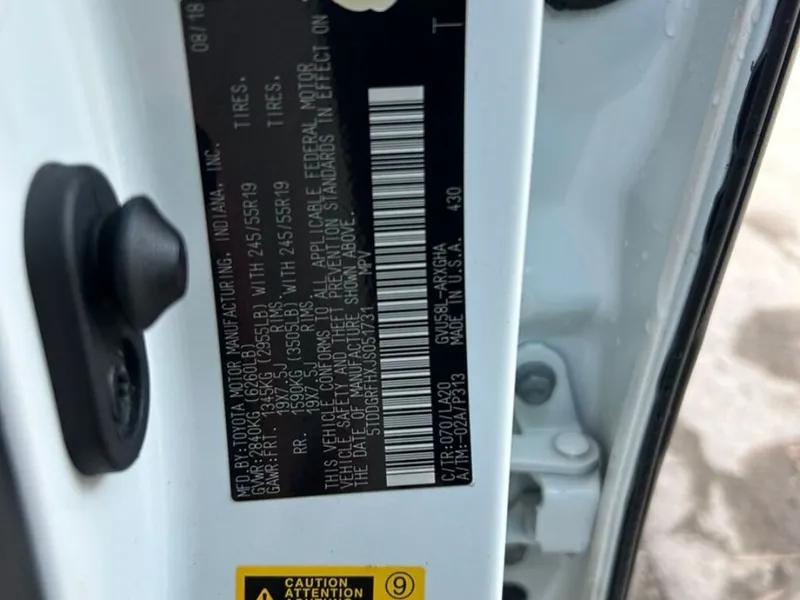 MFD.BY:TOYOTA MOTOR MANUFACTURING, INDIANA, INC. 08/18
GVWR:2840KG(6260LB)
GAWR:FRT. 1345KG (2955LB) WITH 245/55R19 TIRES.
19X7.5J RIMS
RR. 1590KG (3505LB) WITH 245/55R19 TIRES.
19X7.5J RIMS
THIS VEHICLE CONFORMS TO ALL APPLICABLE FEDERAL MOTOR
VEHICLE SAFETY AND THEFT PREVENTION STANDARDS IN EFFECT ON
THE DATE OF MANUFACTURE SHOWN ABOVE.
5TDDGRFHXJS051731 MPV
C/TR:070/LA20 GVU58L-ARXGHA T
A/TM:-02A/P313 MADE IN U.S.A. 430
CAUTION 9
ATTENTION